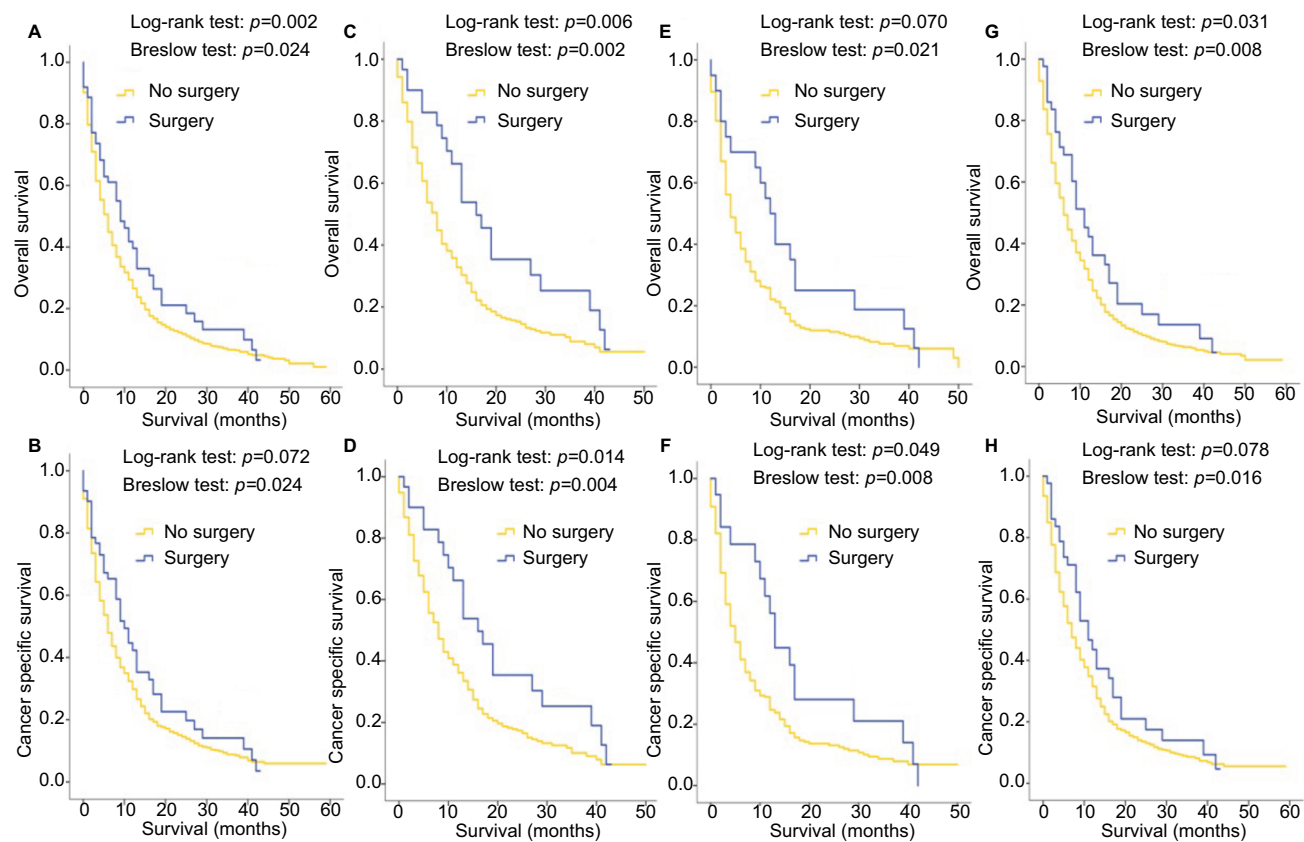 A
Log-rank test: p=0.002
Breslow test: p=0.024
No surgery
Surgery
Overall survival
1.0
0.8
0.6
0.4
0.2
0.0
0 10 20 30 40 50 60
Survival (months)
C
Log-rank test: p=0.006
Breslow test: p=0.002
No surgery
Surgery
Overall survival
1.0
0.8
0.6
0.4
0.2
0.0
0 10 20 30 40 50
Survival (months)
E
Log-rank test: p=0.070
Breslow test: p=0.021
No surgery
Surgery
Overall survival
1.0
0.8
0.6
0.4
0.2
0.0
0 10 20 30 40 50
Survival (months)
G
Log-rank test: p=0.031
Breslow test: p=0.008
No surgery
Surgery
Overall survival
1.0
0.8
0.6
0.4
0.2
0.0
0 10 20 30 40 50 60
Survival (months)
B
Log-rank test: p=0.072
Breslow test: p=0.024
No surgery
Surgery
Cancer specific survival
1.0
0.8
0.6
0.4
0.2
0.0
0 10 20 30 40 50 60
Survival (months)
D
Log-rank test: p=0.014
Breslow test: p=0.004
No surgery
Surgery
Cancer specific survival
1.0
0.8
0.6
0.4
0.2
0.0
0 10 20 30 40 50
Survival (months)
F
Log-rank test: p=0.049
Breslow test: p=0.008
No surgery
Surgery
Cancer specific survival
1.0
0.8
0.6
0.4
0.2
0.0
0 10 20 30 40 50
Survival (months)
H
Log-rank test: p=0.078
Breslow test: p=0.016
No surgery
Surgery
Cancer specific survival
1.0
0.8
0.6
0.4
0.2
0.0
0 10 20 30 40 50 60
Survival (months)